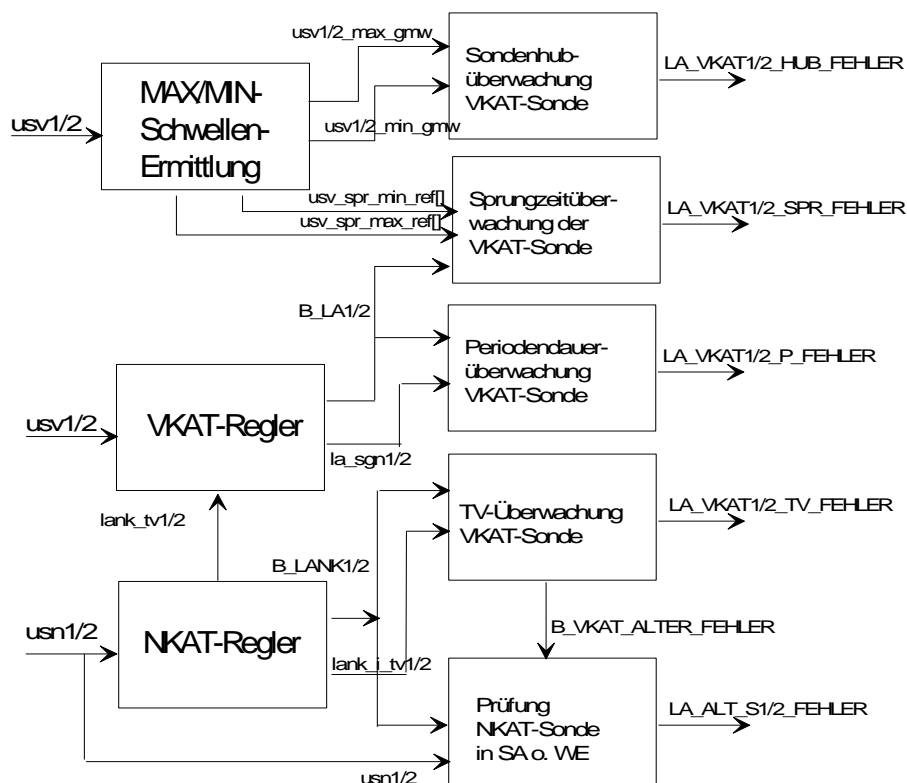 usv1/2_max_gmw
Sondenhub-
überwachung
VKAT-Sonde
LA_VKAT1/2_HUB_FEHLER
MAX/MIN-
Schwellen-
Ermittlung
usv1/2
usv1/2_min_gmw
usv_spr_min_ref[]
usv_spr_max_ref[]
Sprungzeitüber-
wachung der
VKAT-Sonde
LA_VKAT1/2_SPR_FEHLER
B_LA1/2
Periodendauer-
überwachung
VKAT-Sonde
LA_VKAT1/2_P_FEHLER
usv1/2
VKAT-Regler
la_sgn1/2
lank_tv1/2
TV-Überwachung
VKAT-Sonde
LA_VKAT1/2_TV_FEHLER
B_LANK1/2
usn1/2
NKAT-Regler
lank_i_tv1/2
B_VKAT_ALTER_FEHLER
Prüfung
NKAT-Sonde
in SA o. WE
LA_ALT_S1/2_FEHLER
usn1/2